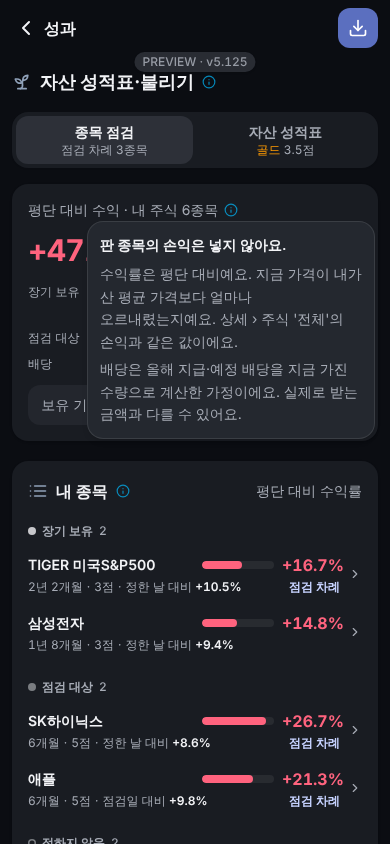 성과
PREVIEW · v5.125
자산 성적표·불리기
종목 점검
점검 차례 3종목
자산 성적표
골드 3.5점
평단 대비 수익 · 내 주식 6종목
+47.
장기 보유
점검 대상
배당
보유 기
판 종목의 손익은 넣지 않아요.
수익률은 평단 대비예요. 지금 가격이 내가
산 평균 가격보다 얼마나
오르내렸는지예요. 상세 › 주식 '전체'의
손익과 같은 값이에요.
배당은 올해 지급·예정 배당을 지금 가진
수량으로 계산한 가정이에요. 실제로 받는
금액과 다를 수 있어요.
내 종목
평단 대비 수익률
장기 보유 2
TIGER 미국S&P500
+16.7%
2년 2개월 · 3점 · 정한 날 대비 +10.5%
점검 차례
삼성전자
+14.8%
1년 8개월 · 3점 · 정한 날 대비 +9.4%
점검 대상 2
SK하이닉스
+26.7%
6개월 · 5점 · 정한 날 대비 +8.6%
점검 차례
애플
+21.3%
6개월 · 5점 · 점검일 대비 +9.8%
점검 차례
정하지 않음 2